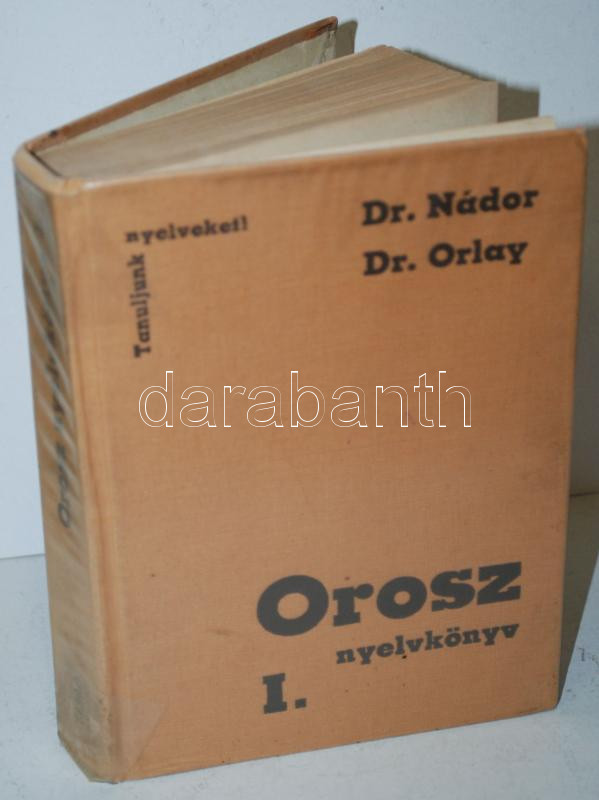 Dr. Nádor
Dr. Orlay
Tanuljunk
nyelveket!
darabanth
Orosz
nyelvkönyv
I.